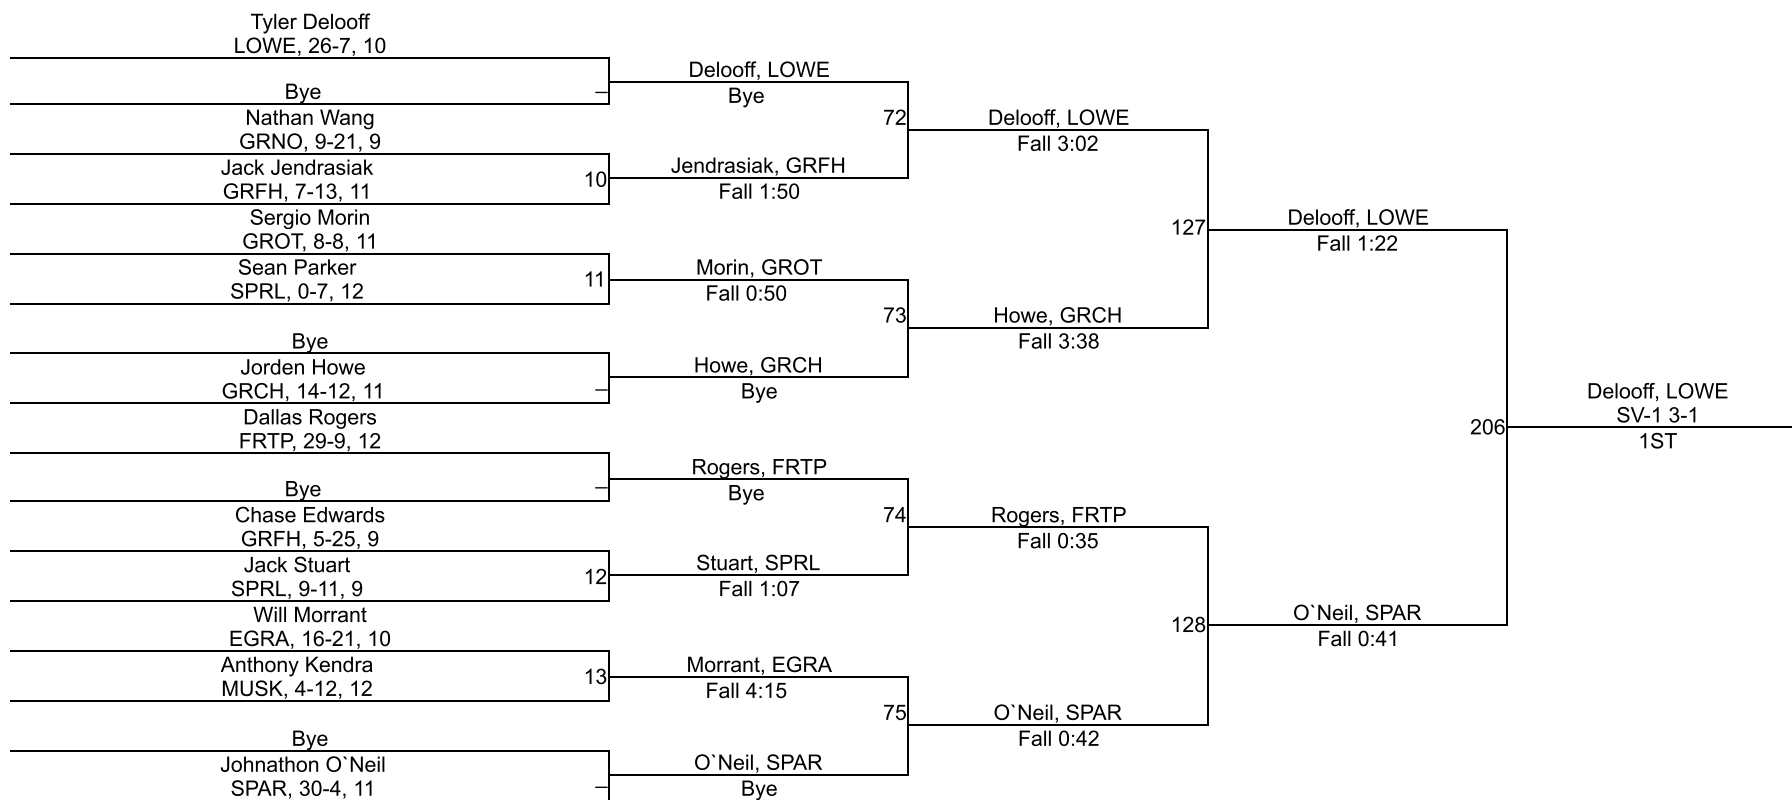 Tyler Delooff
LOWE, 26-7, 10
Bye
–
Nathan Wang
GRNO, 9-21, 9
Jack Jendrasiak
GRFH, 7-13, 11
10
Sergio Morin
GROT, 8-8, 11
Sean Parker
SPRL, 0-7, 12
11
Bye
Jorden Howe
GRCH, 14-12, 11
–
Dallas Rogers
FRTP, 29-9, 12
Bye
–
Chase Edwards
GRFH, 5-25, 9
Jack Stuart
SPRL, 9-11, 9
12
Will Morrant
EGRA, 16-21, 10
Anthony Kendra
MUSK, 4-12, 12
13
Bye
Johnathon O`Neil
SPAR, 30-4, 11
–
Delooff, LOWE
Bye
72
Jendrasiak, GRFH
Fall 1:50
Morin, GROT
Fall 0:50
73
Howe, GRCH
Bye
Rogers, FRTP
Bye
74
Stuart, SPRL
Fall 1:07
Morrant, EGRA
Fall 4:15
75
O`Neil, SPAR
Bye
Delooff, LOWE
Fall 3:02
127
Howe, GRCH
Fall 3:38
Rogers, FRTP
Fall 0:35
128
O`Neil, SPAR
Fall 0:42
Delooff, LOWE
Fall 1:22
206
O`Neil, SPAR
Fall 0:41
Delooff, LOWE
SV-1 3-1
1ST